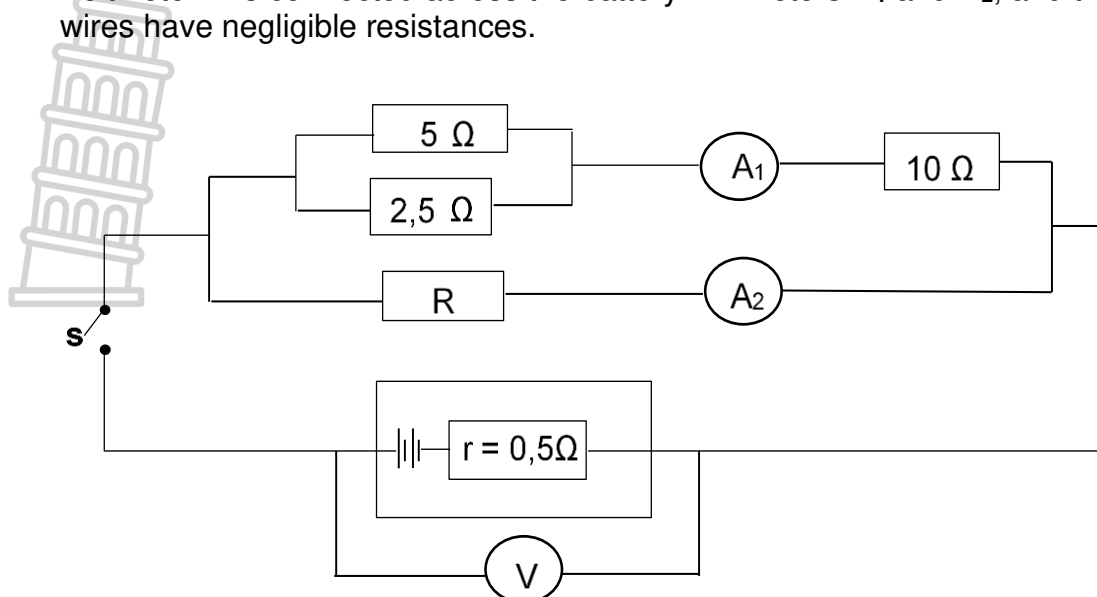 wires have negligible resistances.
5 Ω
2,5 Ω
A₁
10 Ω
R
A₂
S
r = 0,5Ω
V